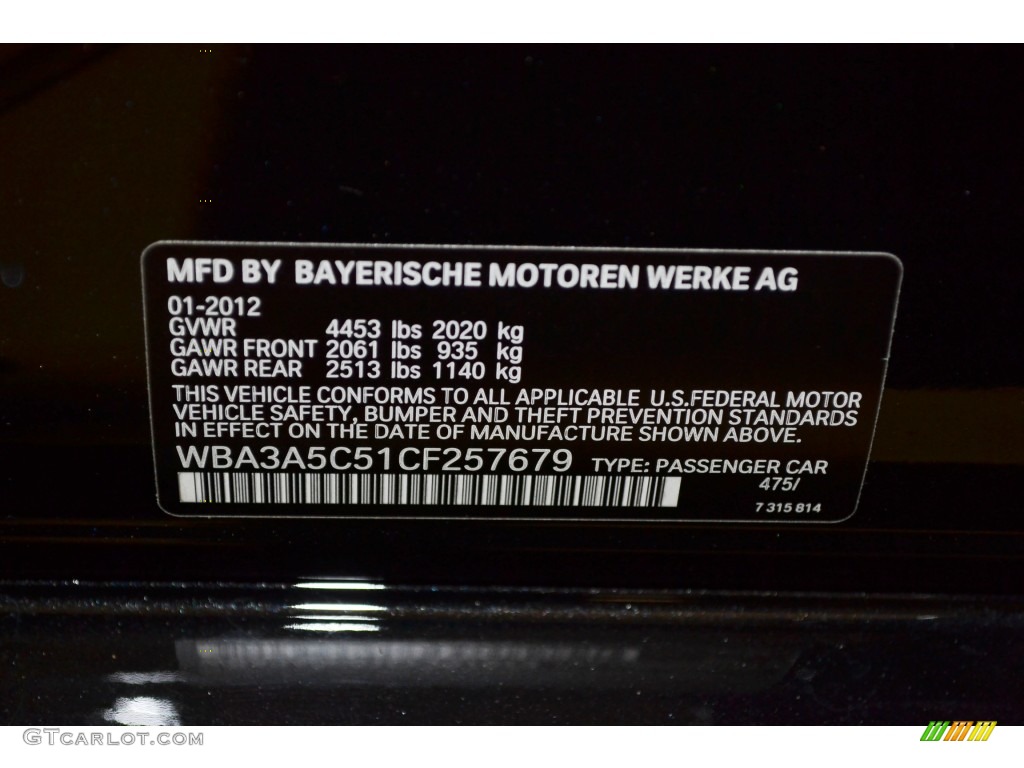 MFD BY BAYERISCHE MOTOREN WERKE AG
01-2012
GVWR 4453 lbs 2020 kg
GAWR FRONT 2061 lbs 935 kg
GAWR REAR 2513 lbs 1140 kg
THIS VEHICLE CONFORMS TO ALL APPLICABLE U.S.FEDERAL MOTOR
VEHICLE SAFETY, BUMPER AND THEFT PREVENTION STANDARDS
IN EFFECT ON THE DATE OF MANUFACTURE SHOWN ABOVE.
WBA3A5C51CF257679 TYPE: PASSENGER CAR
475/
7 315 814
GTCARLOT.COM